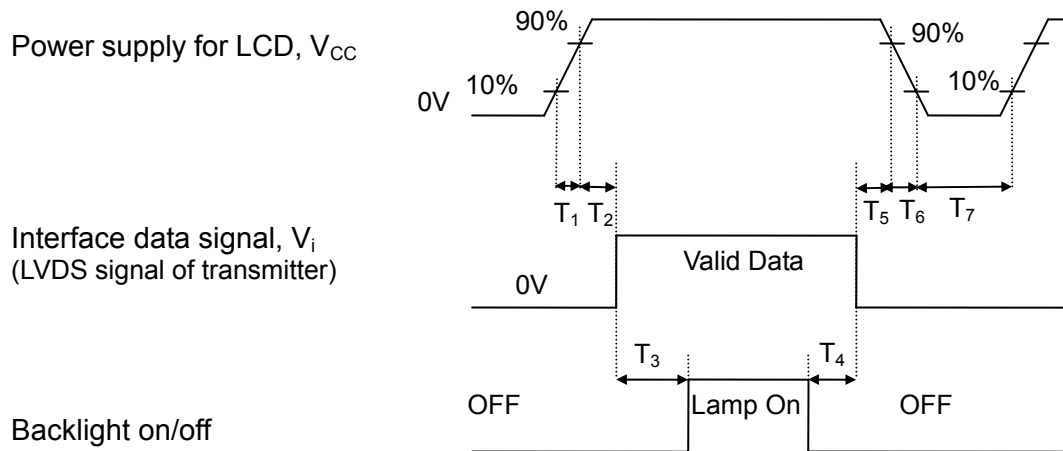 Power supply for LCD, VCC
90%
10%
0V
90%
10%
T1 T2
T5 T6 T7
Interface data signal, Vi
(LVDS signal of transmitter)
0V
Valid Data
T3
T4
OFF
Lamp On
OFF
Backlight on/off